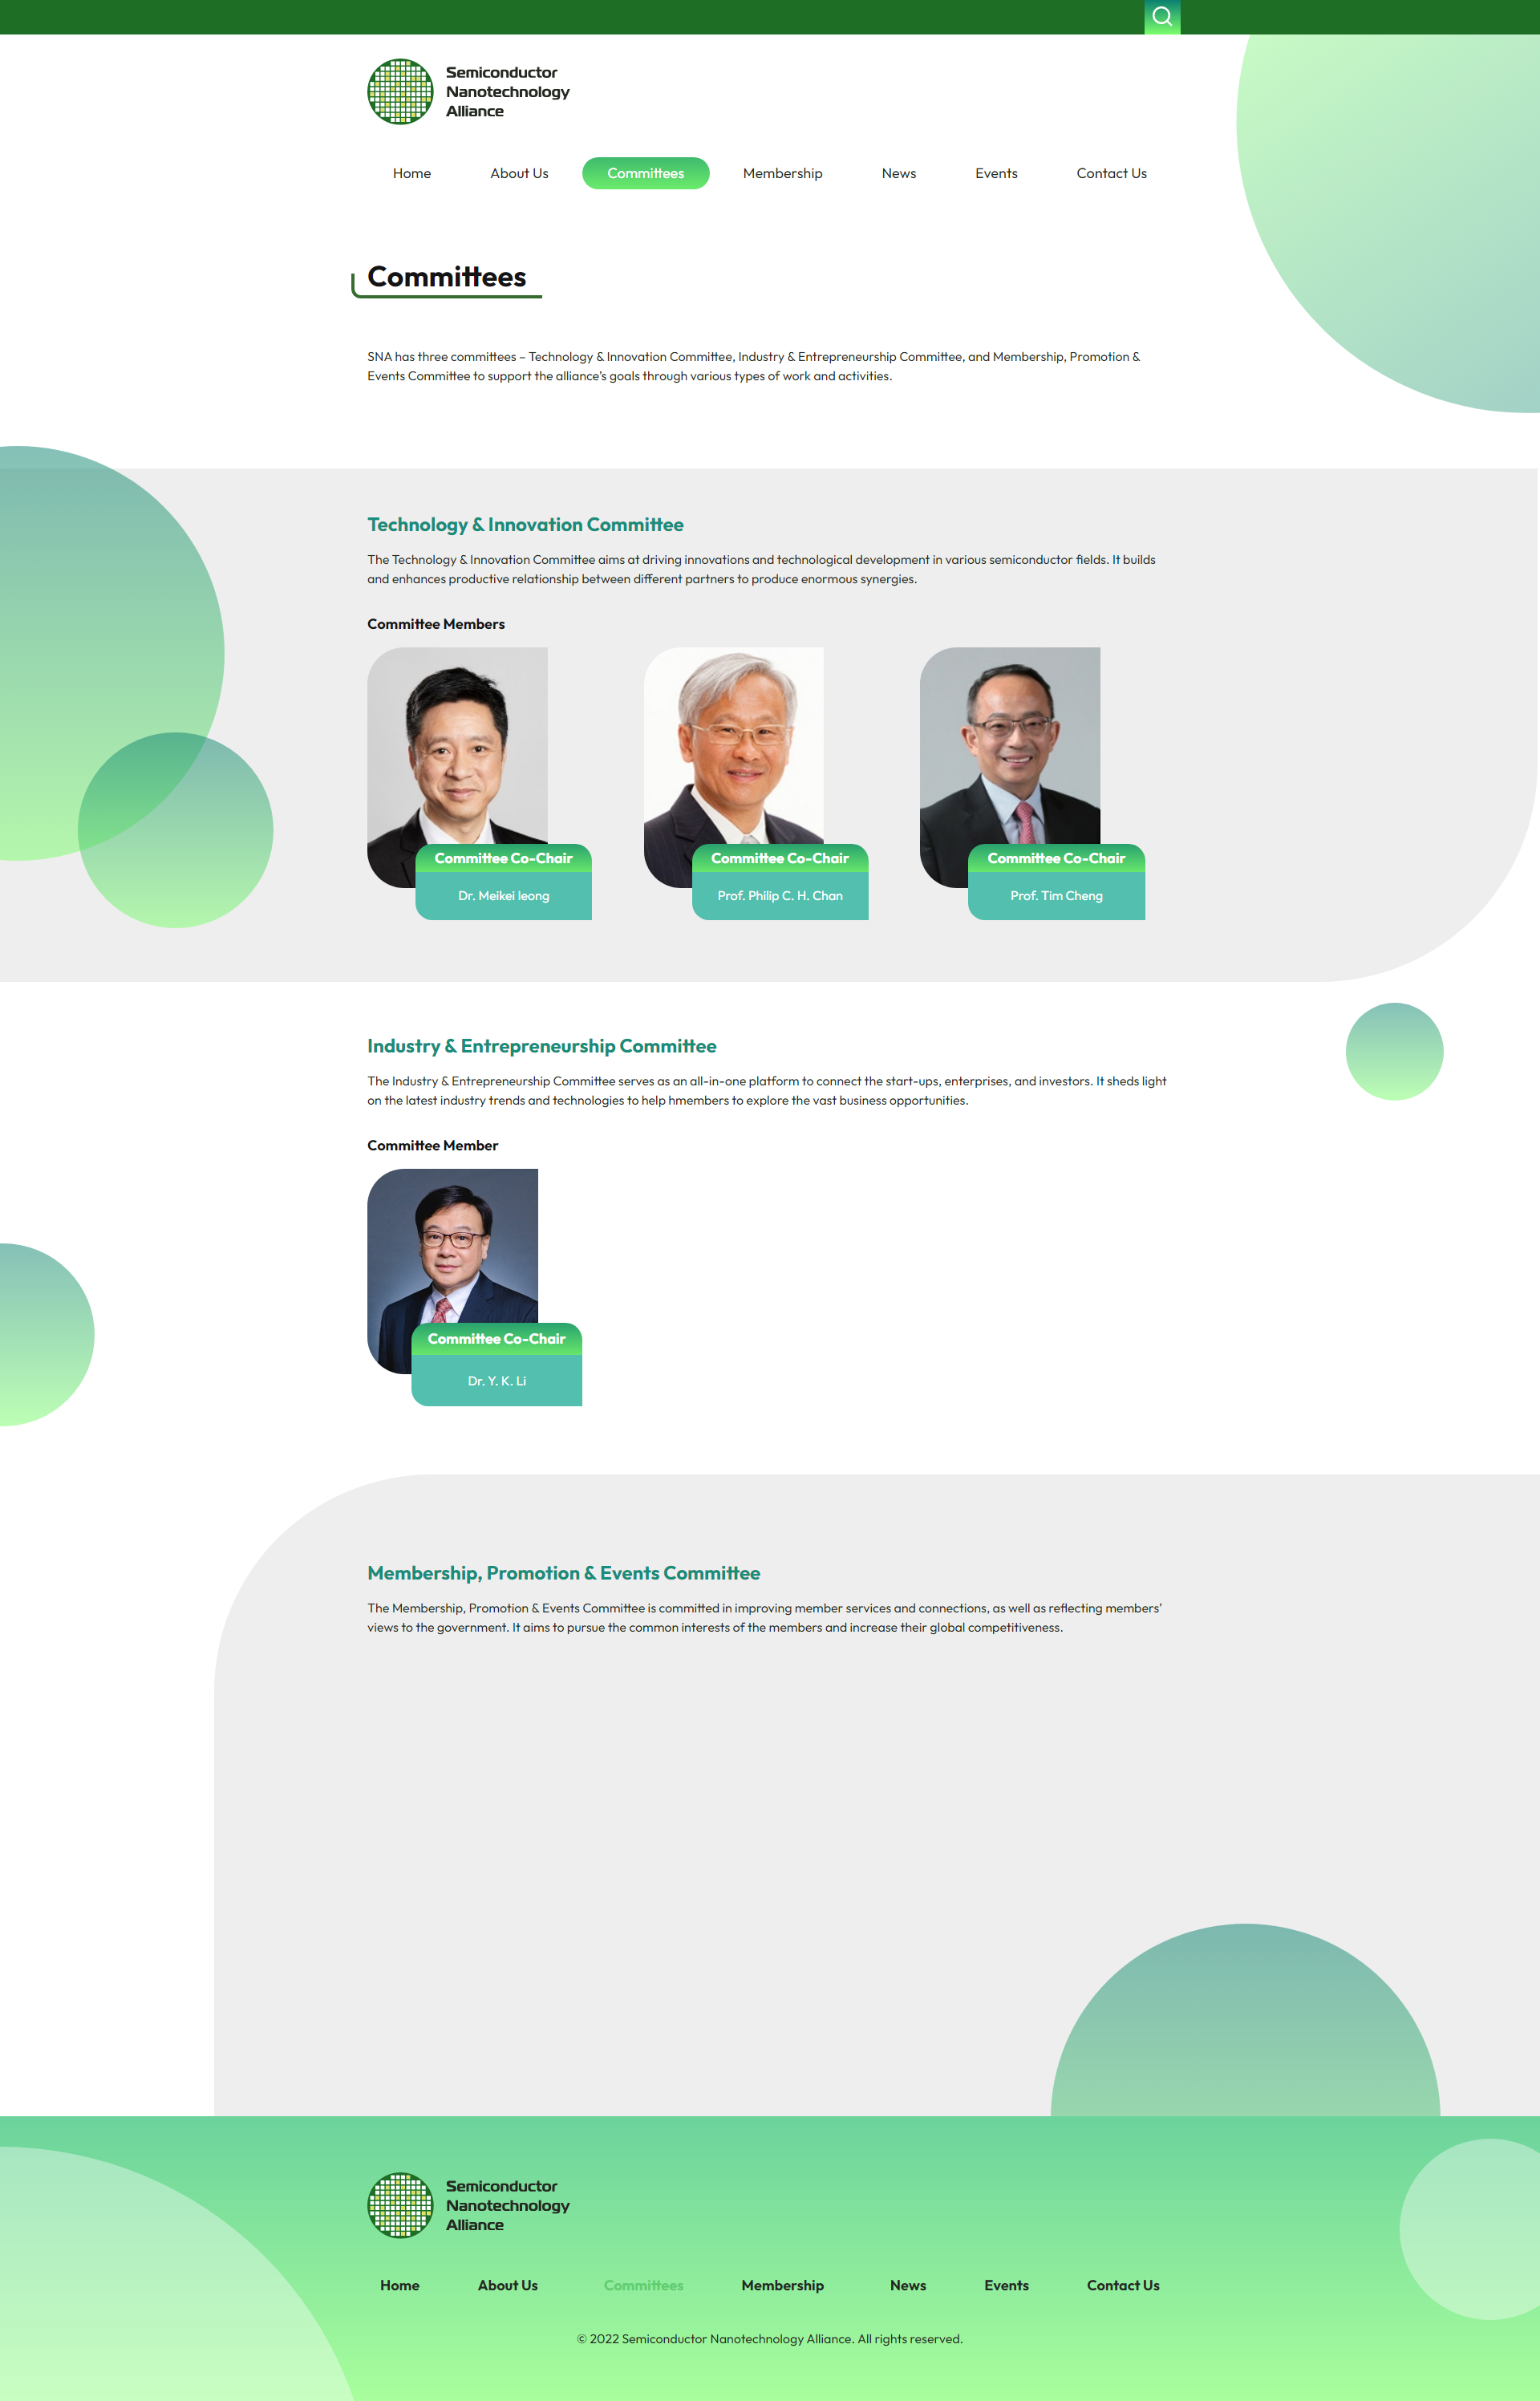 Semiconductor
Nanotechnology
Alliance
Home About Us Committees Membership News Events Contact Us
Committees
SNA has three committees – Technology & Innovation Committee, Industry & Entrepreneurship Committee, and Membership, Promotion &
Events Committee to support the alliance's goals through various types of work and activities.
Technology & Innovation Committee
The Technology & Innovation Committee aims at driving innovations and technological development in various semiconductor fields. It builds
and enhances productive relationship between different partners to produce enormous synergies.
Committee Members
Committee Co-Chair Committee Co-Chair Committee Co-Chair
Dr. Meikei Ieong Prof. Philip C. H. Chan Prof. Tim Cheng
Industry & Entrepreneurship Committee
The Industry & Entrepreneurship Committee serves as an all-in-one platform to connect the start-ups, enterprises, and investors. It sheds light
on the latest industry trends and technologies to help hmembers to explore the vast business opportunities.
Committee Member
Committee Co-Chair
Dr. Y. K. Li
Membership, Promotion & Events Committee
The Membership, Promotion & Events Committee is committed in improving member services and connections, as well as reflecting members'
views to the government. It aims to pursue the common interests of the members and increase their global competitiveness.
Semiconductor
Nanotechnology
Alliance
Home About Us Committees Membership News Events Contact Us
© 2022 Semiconductor Nanotechnology Alliance. All rights reserved.